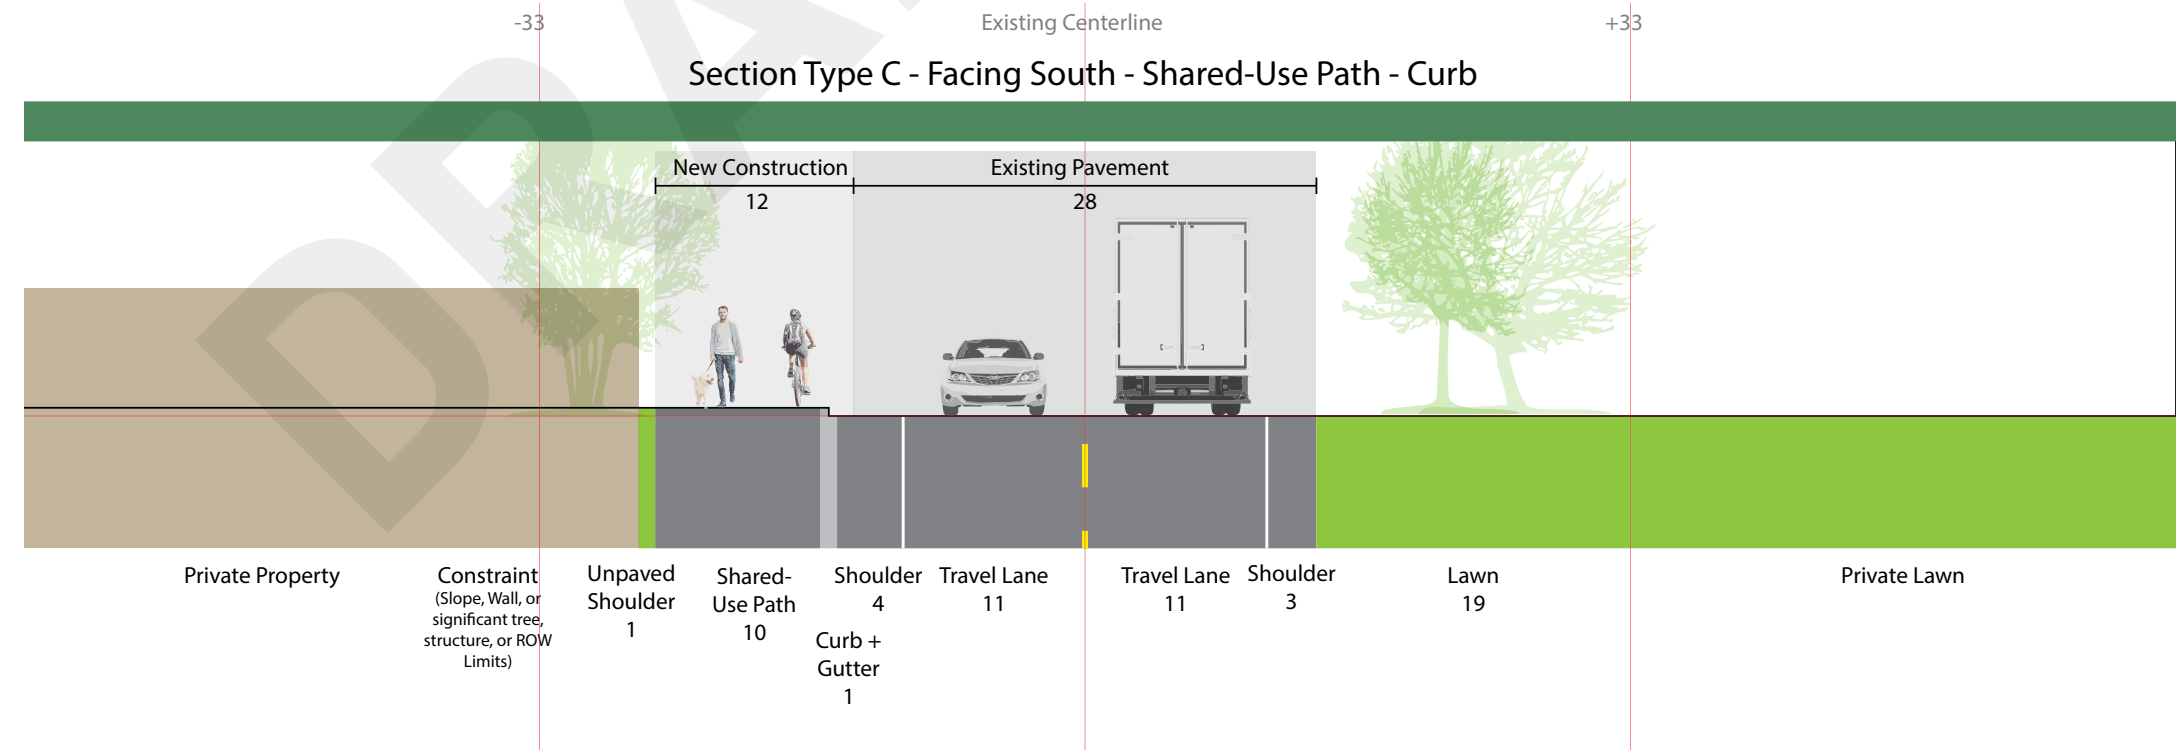 -33
Existing Centerline
+33
Section Type C - Facing South - Shared-Use Path - Curb
New Construction
12
Existing Pavement
28
Private Property
Constraint
(Slope, Wall, or
significant tree,
structure, or ROW
Limits)
Unpaved
Shoulder
1
Shared-
Use Path
10
Shoulder
4
Curb +
Gutter
1
Travel Lane
11
Travel Lane
11
Shoulder
3
Lawn
19
Private Lawn